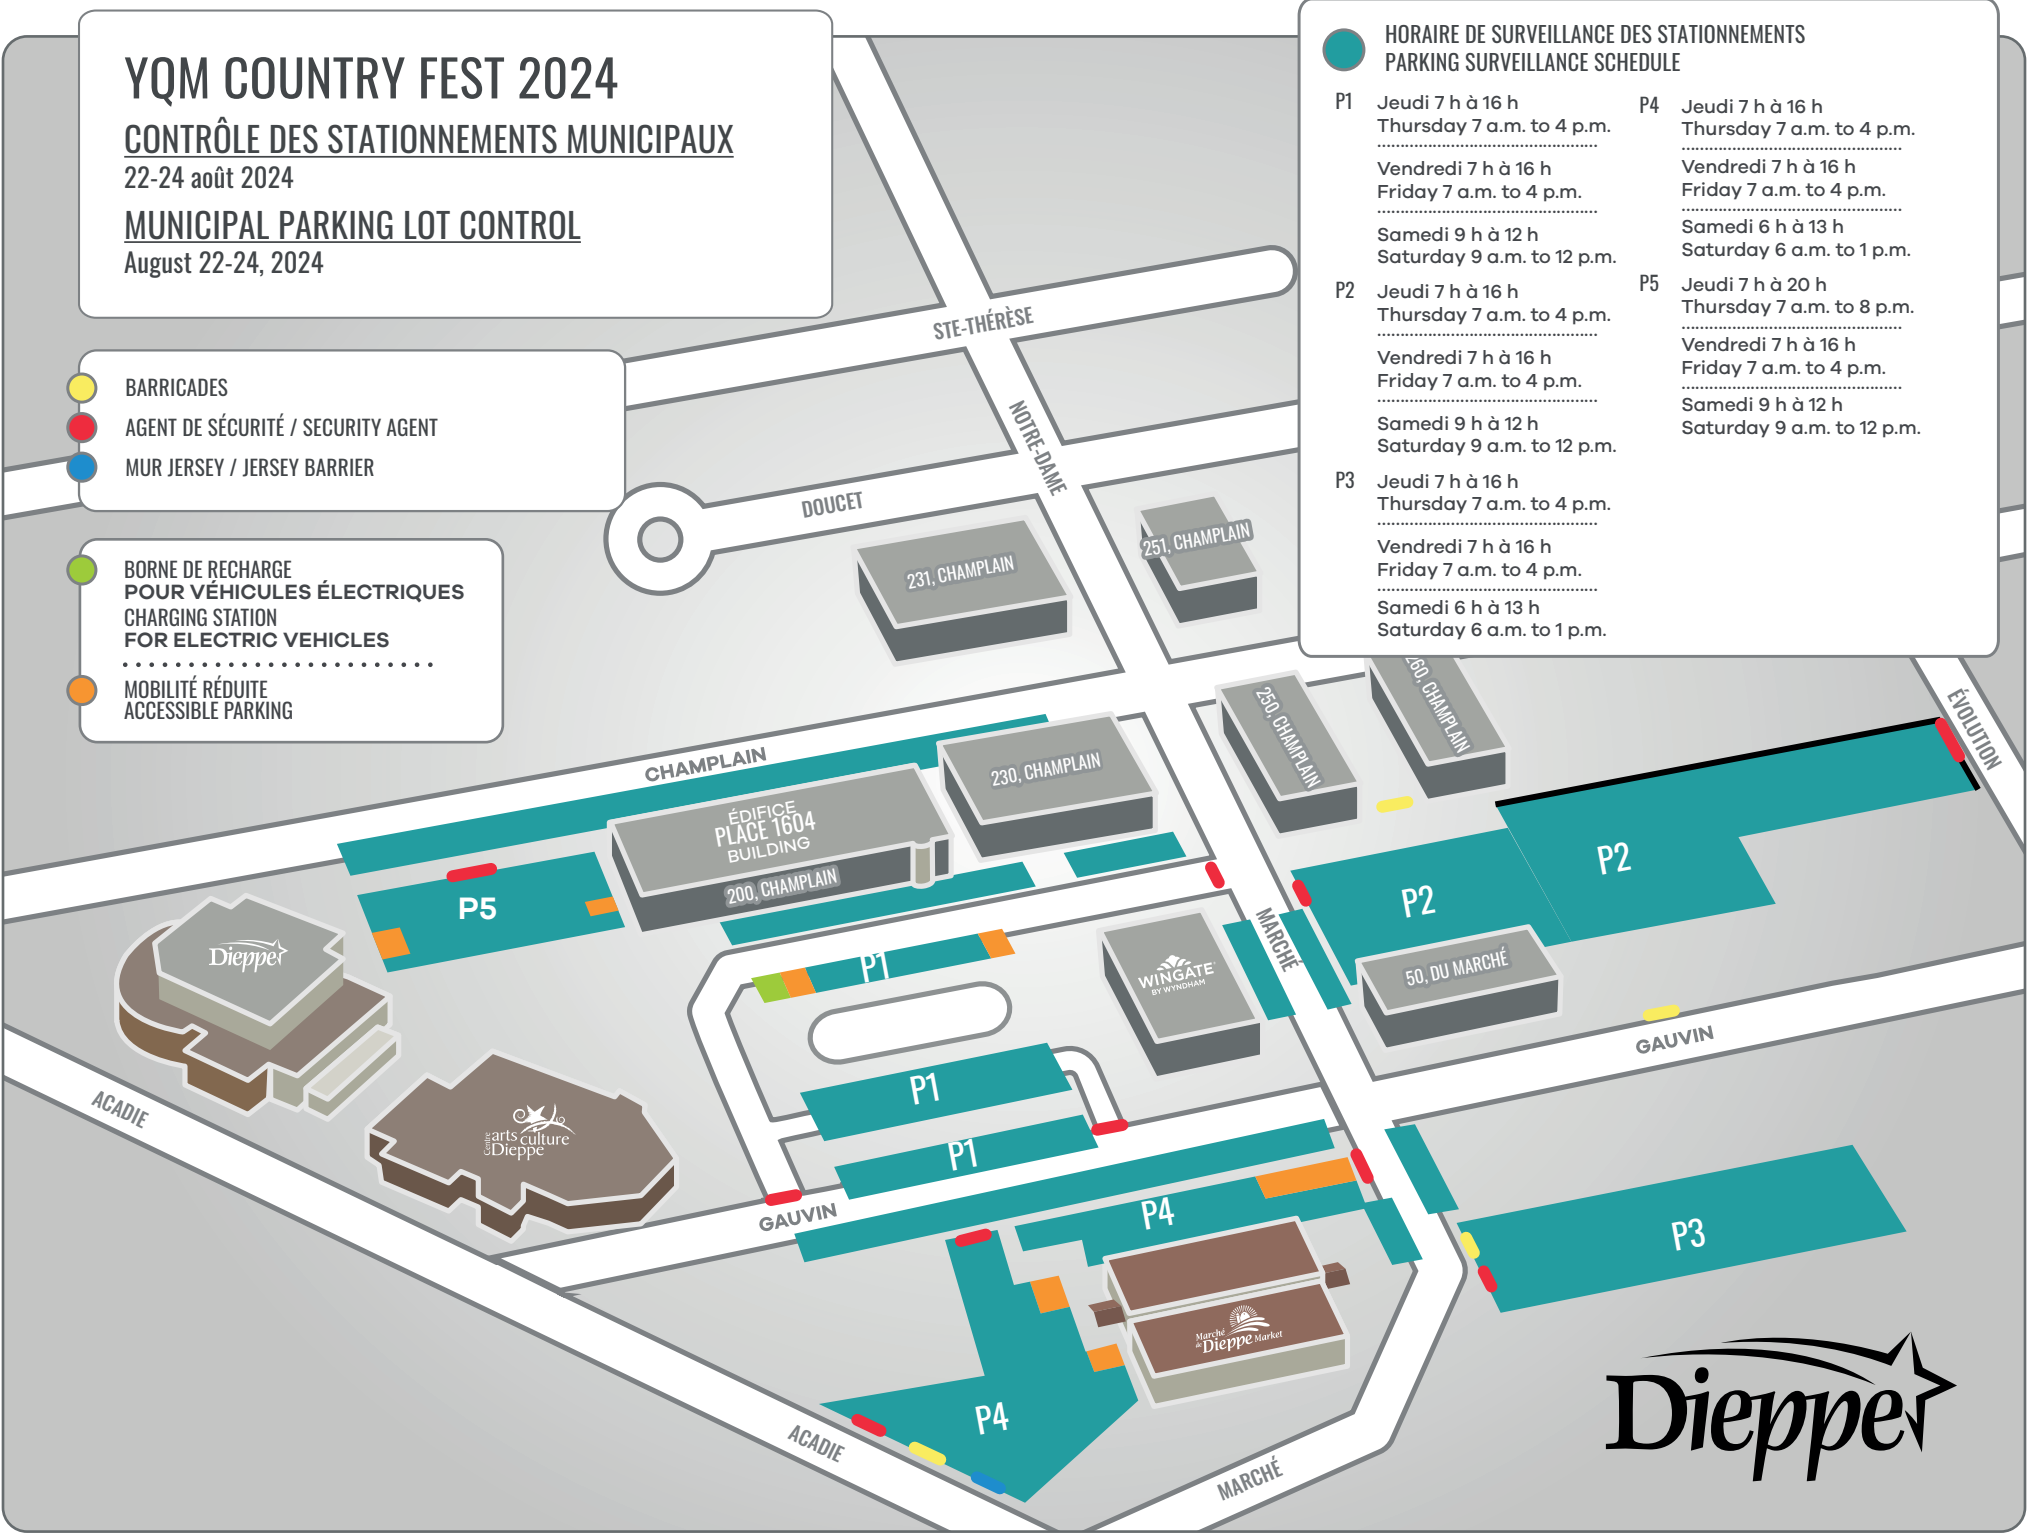 YQM COUNTRY FEST 2024
CONTRÔLE DES STATIONNEMENTS MUNICIPAUX
22-24 août 2024
MUNICIPAL PARKING LOT CONTROL
August 22-24, 2024
BARRICADES
AGENT DE SÉCURITÉ / SECURITY AGENT
MUR JERSEY / JERSEY BARRIER
BORNE DE RECHARGE
POUR VÉHICULES ÉLECTRIQUES
CHARGING STATION
FOR ELECTRIC VEHICLES
MOBILITÉ RÉDUITE
ACCESSIBLE PARKING
HORAIRE DE SURVEILLANCE DES STATIONNEMENTS
PARKING SURVEILLANCE SCHEDULE
P1 Jeudi 7 h à 16 h
Thursday 7 a.m. to 4 p.m.
Vendredi 7 h à 16 h
Friday 7 a.m. to 4 p.m.
Samedi 9 h à 12 h
Saturday 9 a.m. to 12 p.m.
P2 Jeudi 7 h à 16 h
Thursday 7 a.m. to 4 p.m.
Vendredi 7 h à 16 h
Friday 7 a.m. to 4 p.m.
Samedi 9 h à 12 h
Saturday 9 a.m. to 12 p.m.
P3 Jeudi 7 h à 16 h
Thursday 7 a.m. to 4 p.m.
Vendredi 7 h à 16 h
Friday 7 a.m. to 4 p.m.
Samedi 6 h à 13 h
Saturday 6 a.m. to 1 p.m.
P4 Jeudi 7 h à 16 h
Thursday 7 a.m. to 4 p.m.
Vendredi 7 h à 16 h
Friday 7 a.m. to 4 p.m.
Samedi 6 h à 13 h
Saturday 6 a.m. to 1 p.m.
P5 Jeudi 7 h à 20 h
Thursday 7 a.m. to 8 p.m.
Vendredi 7 h à 16 h
Friday 7 a.m. to 4 p.m.
Samedi 9 h à 12 h
Saturday 9 a.m. to 12 p.m.
STE-THÉRÈSE
NOTRE-DAME
DOUCET
231, CHAMPLAIN
251, CHAMPLAIN
250, CHAMPLAIN
260, CHAMPLAIN
ÉVOLUTION
CHAMPLAIN
230, CHAMPLAIN
ÉDIFICE
PLACE 1604
BUILDING
200, CHAMPLAIN
P5
P2
P2
Dieppe
P1
MARCHÉ
WINGATE
BY WYNDHAM
50, DU MARCHÉ
GAUVIN
P1
P1
ACADIE
Centre
arts culture
Dieppe
GAUVIN
P4
P3
Marché
de Dieppe Market
P4
ACADIE
MARCHÉ
Dieppe